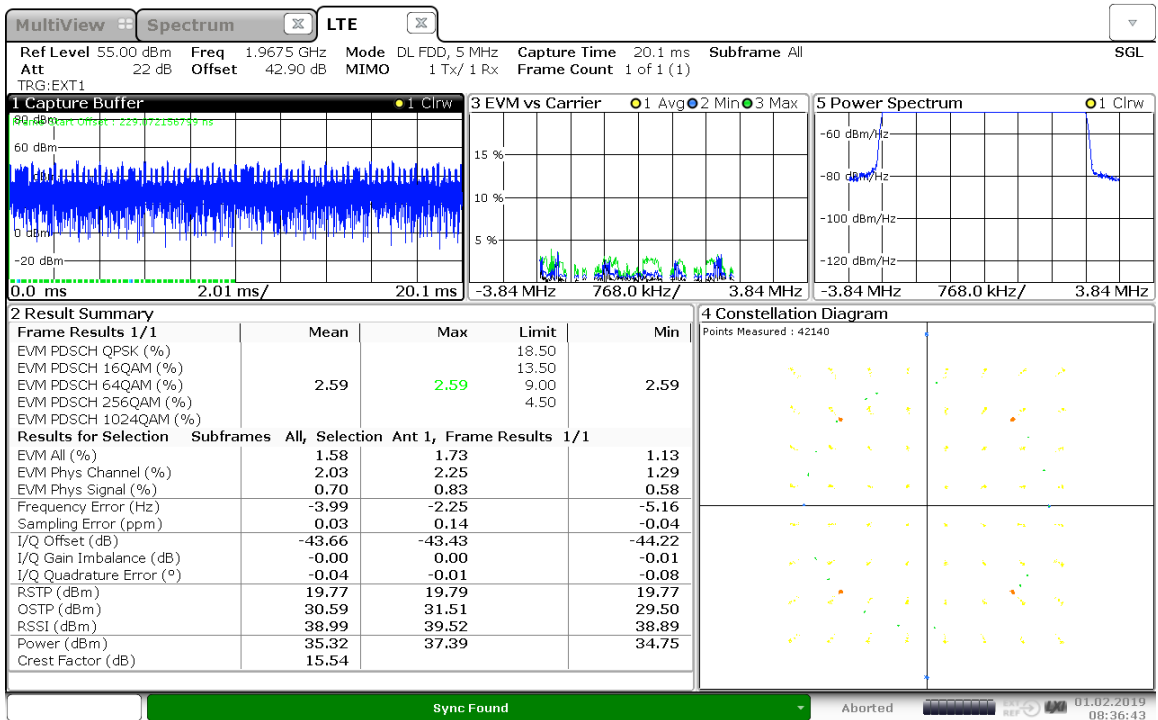 MultiView Spectrum LTE
Ref Level 55.00 dBm Freq 1.9675 GHz Mode DL FDD, 5 MHz Capture Time 20.1 ms Subframe All SGL
Att 22 dB Offset 42.90 dB MIMO 1 Tx/ 1 Rx Frame Count 1 of 1 (1)
TRG:EXT1
1 Capture Buffer 1 Clrw
80 dBm
Frame Start Offset : 229.072156799 ns
60 dBm
0 dBm
-20 dBm
0.0 ms 2.01 ms/ 20.1 ms
3 EVM vs Carrier 1 Avg 2 Min 3 Max
15 %
10 %
5 %
-3.84 MHz 768.0 kHz/ 3.84 MHz
5 Power Spectrum 1 Clrw
-60 dBm/Hz
-80 dBm/Hz
-100 dBm/Hz
-120 dBm/Hz
-3.84 MHz 768.0 kHz/ 3.84 MHz
2 Result Summary
Frame Results 1/1 Mean Max Limit Min
EVM PDSCH QPSK (%) 18.50
EVM PDSCH 16QAM (%) 13.50
EVM PDSCH 64QAM (%) 2.59 2.59 9.00 2.59
EVM PDSCH 256QAM (%) 4.50
EVM PDSCH 1024QAM (%)
Results for Selection Subframes All, Selection Ant 1, Frame Results 1/1
EVM All (%) 1.58 1.73 1.13
EVM Phys Channel (%) 2.03 2.25 1.29
EVM Phys Signal (%) 0.70 0.83 0.58
Frequency Error (Hz) -3.99 -2.25 -5.16
Sampling Error (ppm) 0.03 0.14 -0.04
I/Q Offset (dB) -43.66 -43.43 -44.22
I/Q Gain Imbalance (dB) -0.00 0.00 -0.01
I/Q Quadrature Error (°) -0.04 -0.01 -0.08
RSTP (dBm) 19.77 19.79 19.77
OSTP (dBm) 30.59 31.51 29.50
RSSI (dBm) 38.99 39.52 38.89
Power (dBm) 35.32 37.39 34.75
Crest Factor (dB) 15.54
4 Constellation Diagram
Points Measured : 42140
Sync Found Aborted EXT REF LXI 01.02.2019
08:36:43